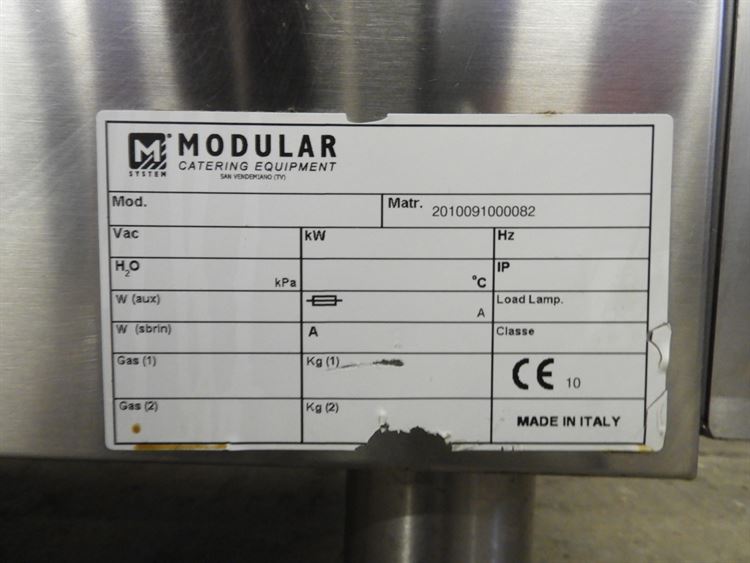 M MODULAR
SYSTEM CATERING EQUIPMENT
SAN VENDEMIANO (TV)
Mod. Matr. 2010091000082
Vac kW Hz
H₂O kPa °C IP
W (aux) A Load Lamp.
W (sbrin) A Classe
Gas (1) Kg (1) CE 10
Gas (2) Kg (2) MADE IN ITALY